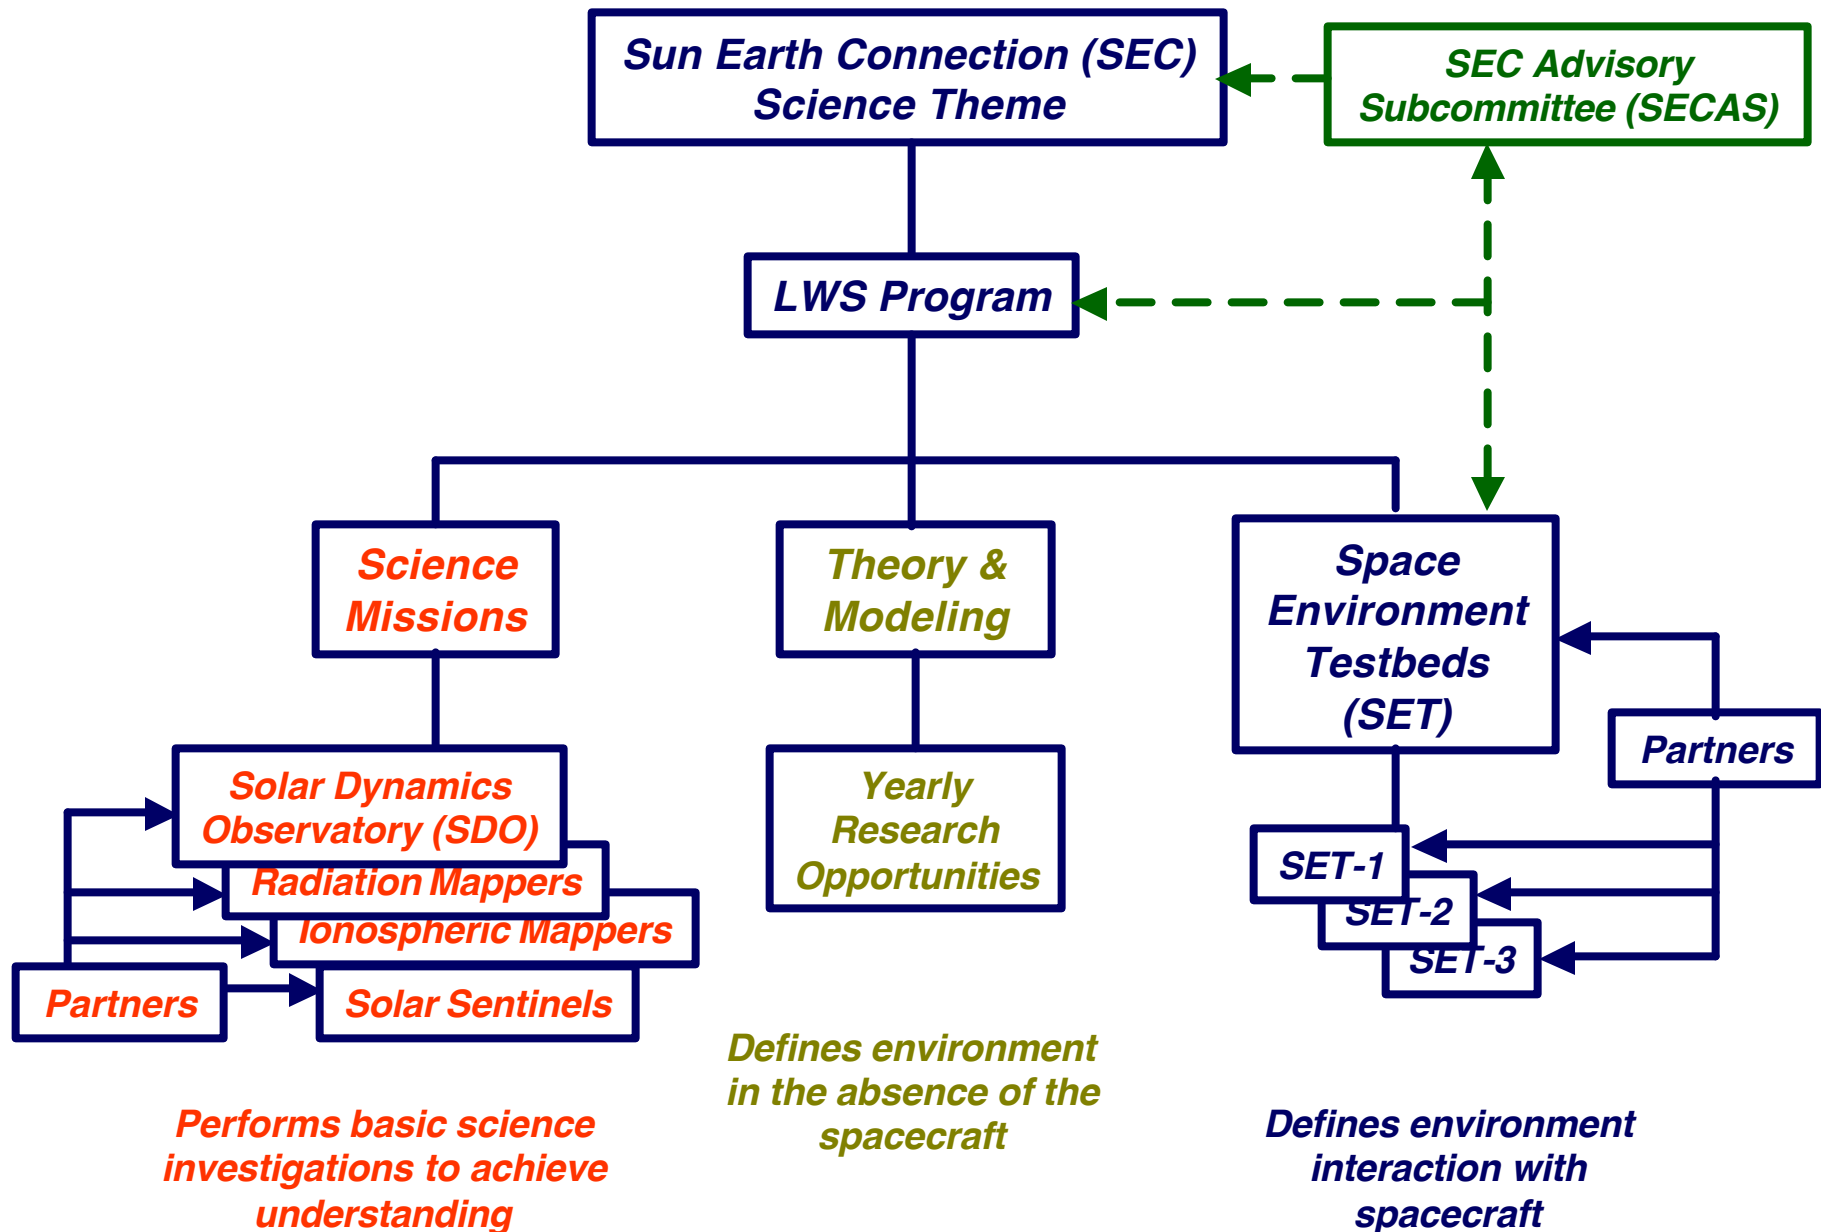 Sun Earth Connection (SEC)
Science Theme
SEC Advisory
Subcommittee (SECAS)
LWS Program
Science
Missions
Theory &
Modeling
Space
Environment
Testbeds
(SET)
Partners
Solar Dynamics
Observatory (SDO)
Radiation Mappers
Ionospheric Mappers
Solar Sentinels
Partners
Yearly
Research
Opportunities
SET-1
SET-2
SET-3
Performs basic science
investigations to achieve
understanding
Defines environment
in the absence of the
spacecraft
Defines environment
interaction with
spacecraft